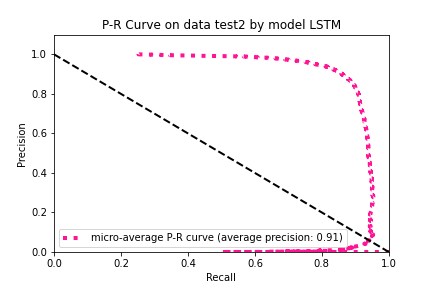 P-R Curve on data test2 by model LSTM
1.0
0.8
0.6
0.4
0.2
0.0
Precision
micro-average P-R curve (average precision: 0.91)
0.0 0.2 0.4 0.6 0.8 1.0
Recall